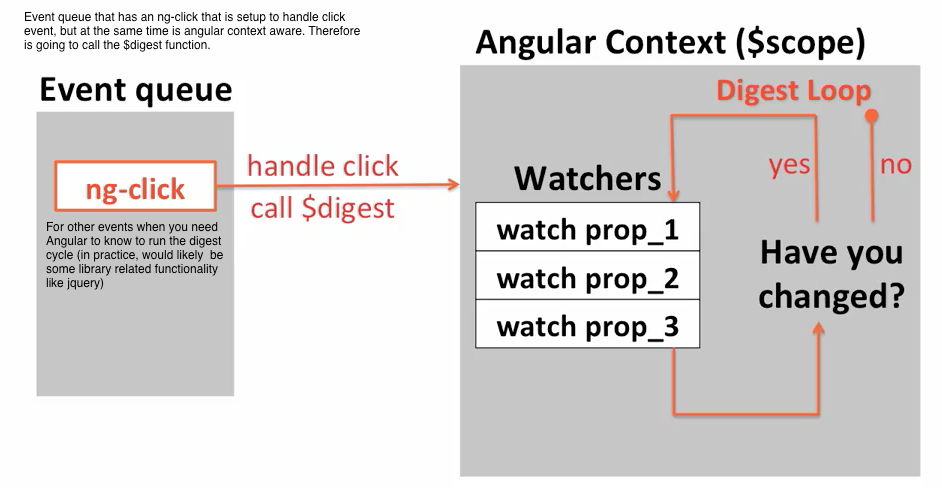 Event queue that has an ng-click that is setup to handle click
event, but at the same time is angular context aware. Therefore
is going to call the $digest function.
Event queue
ng-click
For other events when you need
Angular to know to run the digest
cycle (in practice, would likely  be
some library related functionality
like jquery)
handle click
call $digest
Angular Context ($scope)
Digest Loop
yes
no
Watchers
watch prop_1
watch prop_2
watch prop_3
Have you
changed?